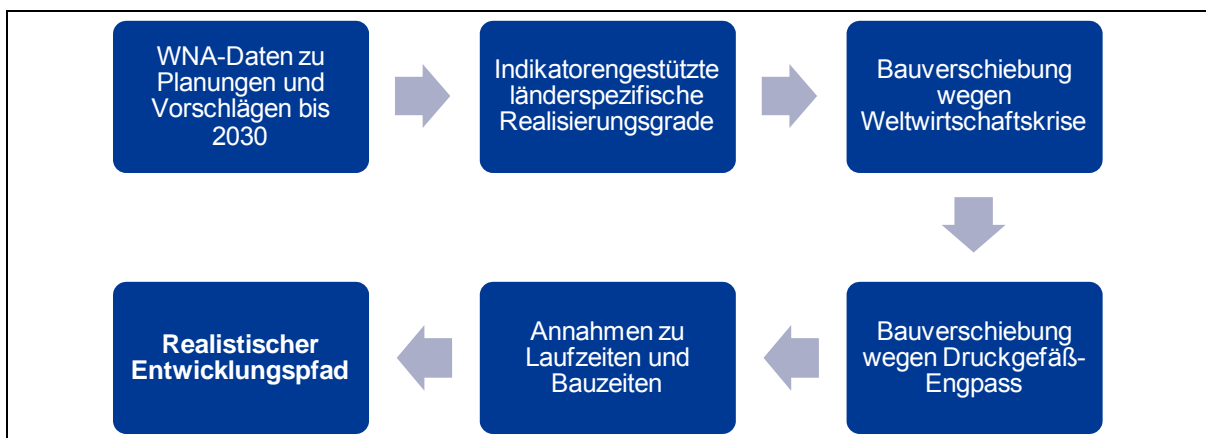 WNA-Daten zu
Planungen und
Vorschlägen bis
2030
Indikatorengestützte
länderspezifische
Realisierungsgrade
Bauverschiebung
wegen
Weltwirtschaftskrise
Bauverschiebung
wegen Druckgefäß-
Engpass
Annahmen zu
Laufzeiten und
Bauzeiten
Realistischer
Entwicklungspfad